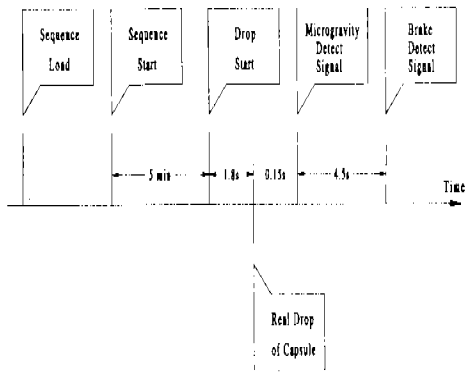 Sequence
Load
Sequence
Start
Drop
Start
Microgravity
Detect
Signal
Brake
Detect
Signal
5 min
1.8s
0.15s
4.5s
Time
Real Drop
of Capsule